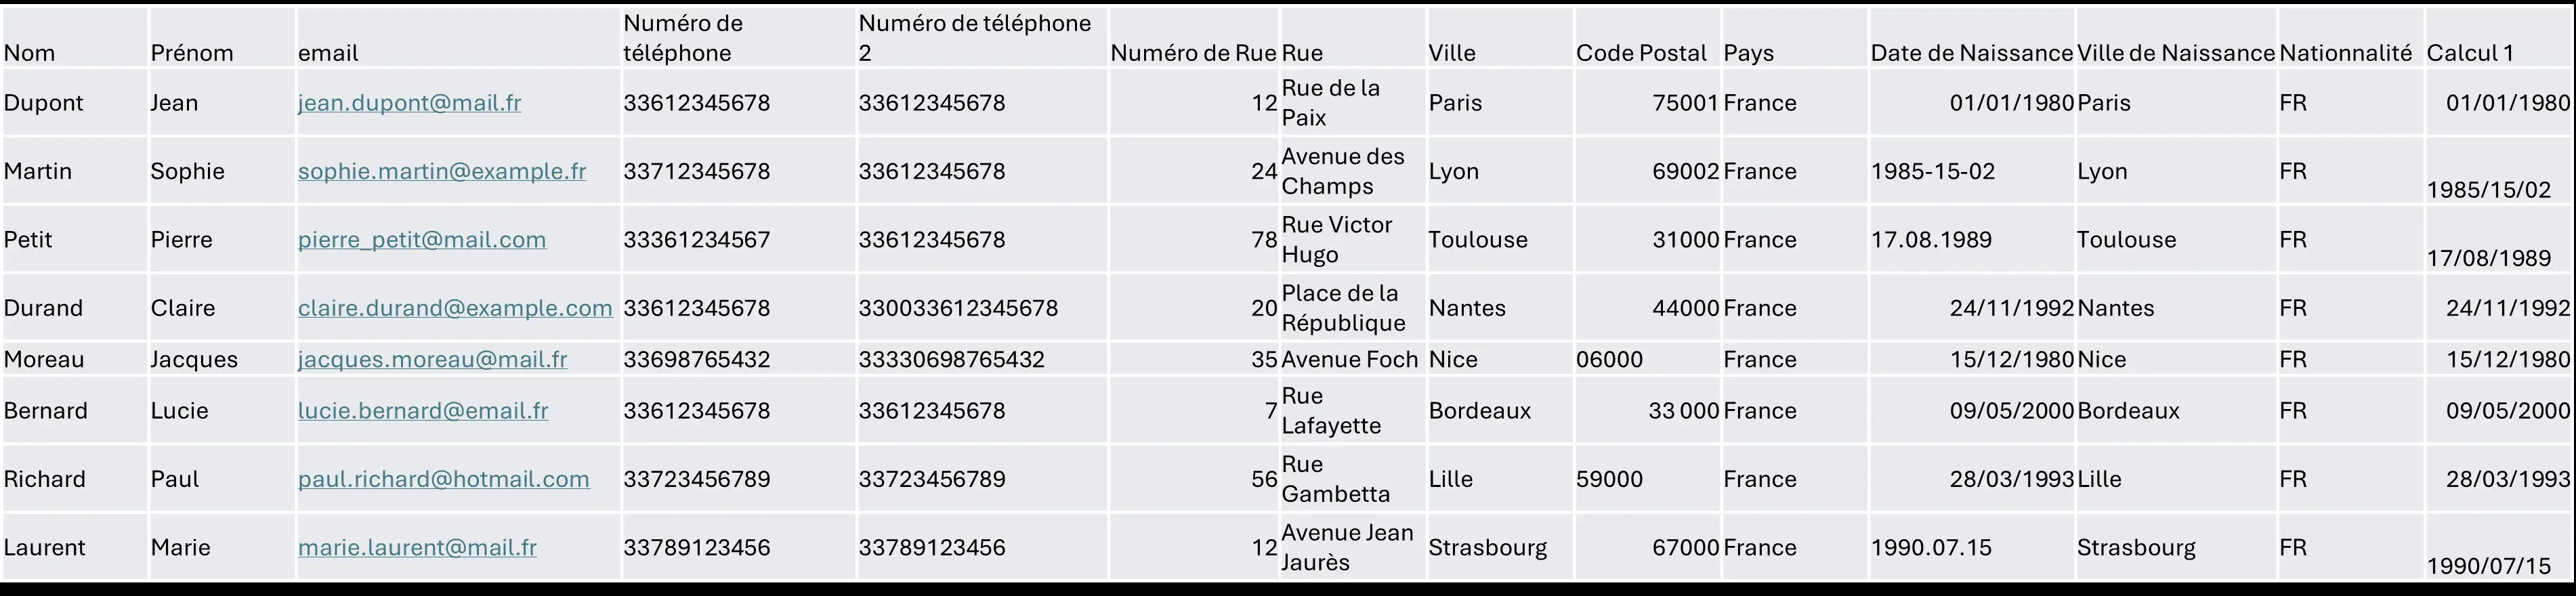 Nom Prénom email Numéro de téléphone Numéro de téléphone 2 Numéro de Rue Rue Ville Code Postal Pays Date de Naissance Ville de Naissance Nationnalité Calcul 1
Dupont Jean jean.dupont@mail.fr 33612345678 33612345678 12 Rue de la Paix Paris 75001 France 01/01/1980 Paris FR 01/01/1980
Martin Sophie sophie.martin@example.fr 33712345678 33612345678 24 Avenue des Champs Lyon 69002 France 1985-15-02 Lyon FR 1985/15/02
Petit Pierre pierre_petit@mail.com 33361234567 33612345678 78 Rue Victor Hugo Toulouse 31000 France 17.08.1989 Toulouse FR 17/08/1989
Durand Claire claire.durand@example.com 33612345678 330033612345678 20 Place de la République Nantes 44000 France 24/11/1992 Nantes FR 24/11/1992
Moreau Jacques jacques.moreau@mail.fr 33698765432 33330698765432 35 Avenue Foch Nice 06000 France 15/12/1980 Nice FR 15/12/1980
Bernard Lucie lucie.bernard@email.fr 33612345678 33612345678 7 Rue Lafayette Bordeaux 33 000 France 09/05/2000 Bordeaux FR 09/05/2000
Richard Paul paul.richard@hotmail.com 33723456789 33723456789 56 Rue Gambetta Lille 59000 France 28/03/1993 Lille FR 28/03/1993
Laurent Marie marie.laurent@mail.fr 33789123456 33789123456 12 Avenue Jean Jaurès Strasbourg 67000 France 1990.07.15 Strasbourg FR 1990/07/15